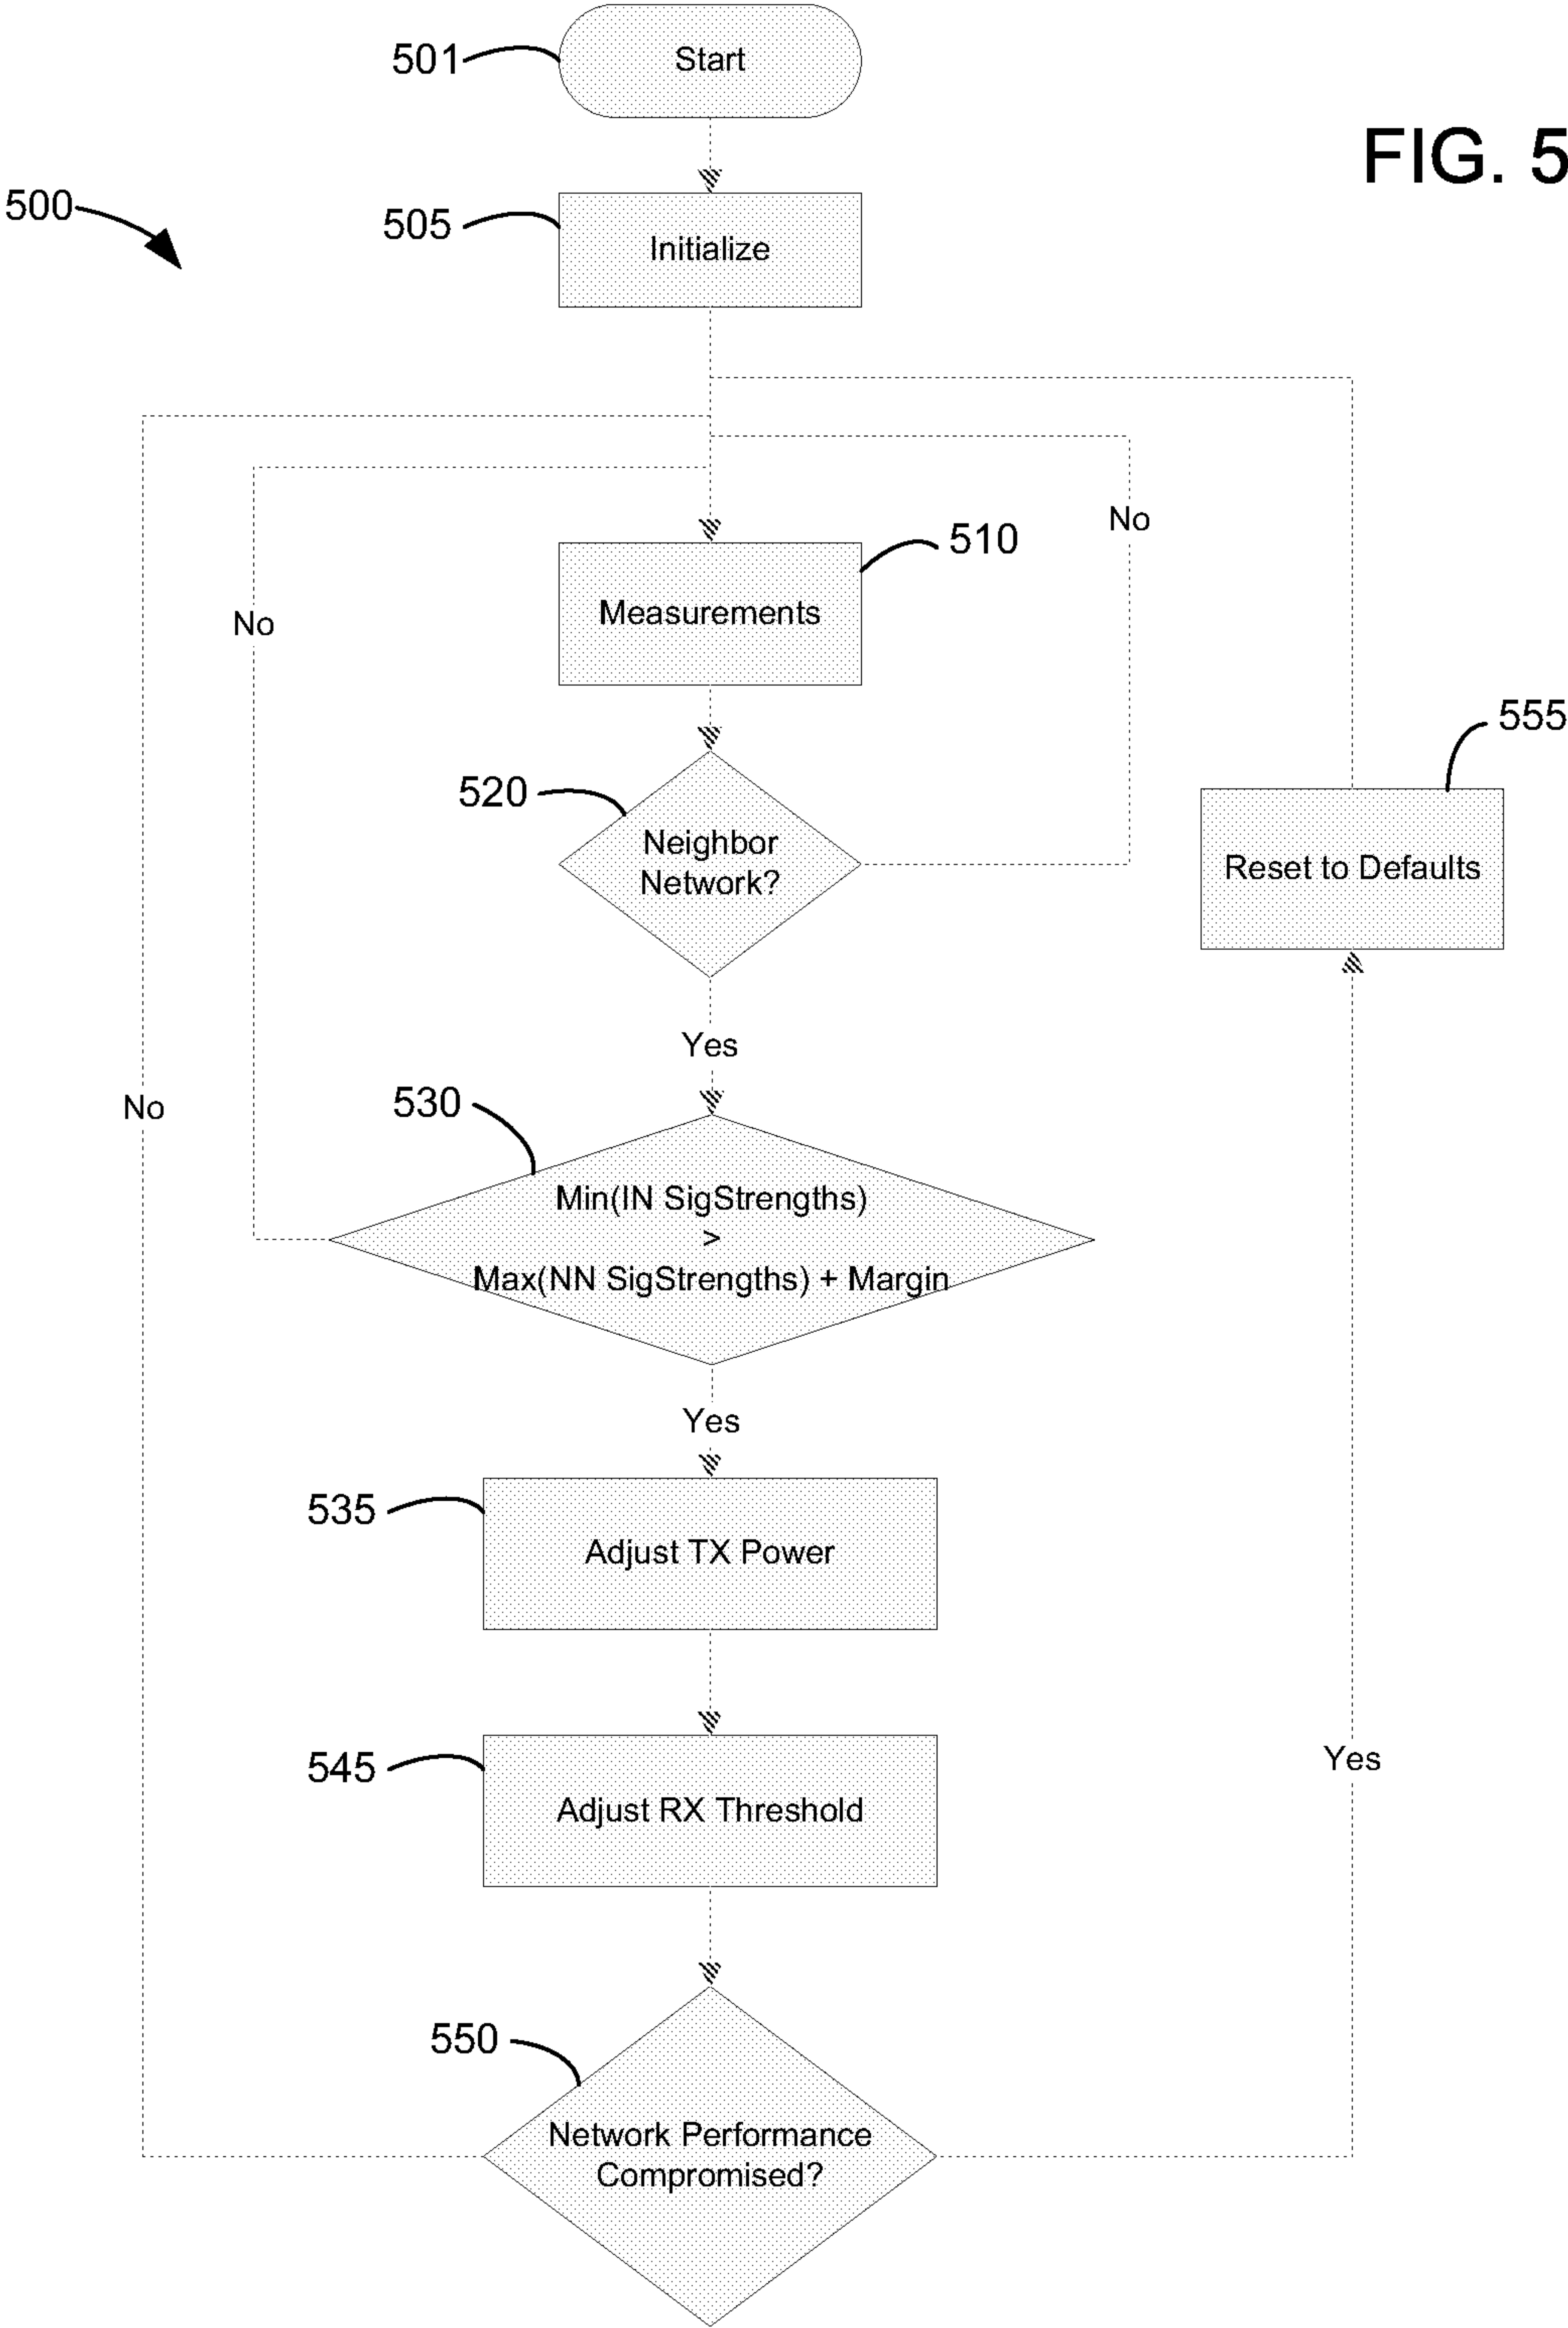 501
Start
FIG. 5
500
505
Initialize
No
510
Measurements
No
555
520
Neighbor
Network?
Reset to Defaults
Yes
530
No
Min(IN SigStrengths)
>
Max(NN SigStrengths) + Margin
Yes
535
Adjust TX Power
545
Yes
Adjust RX Threshold
550
Network Performance
Compromised?